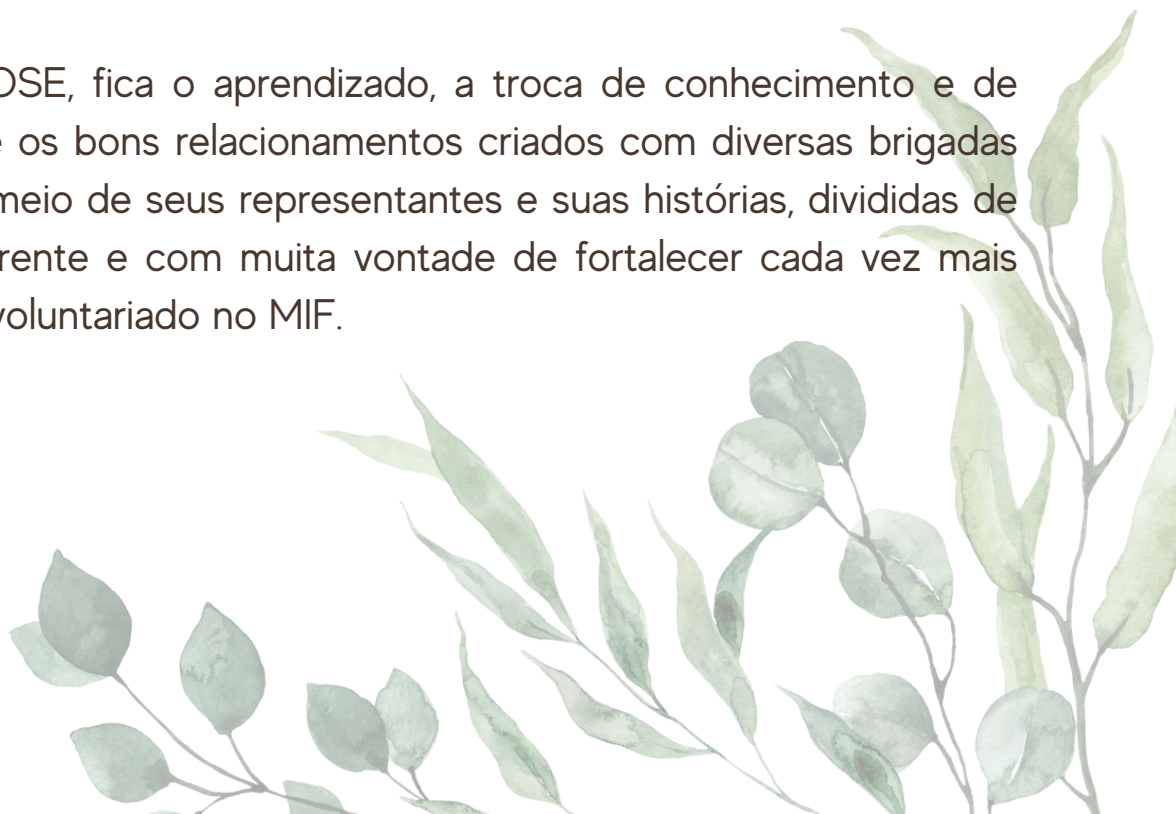 OSE, fica o aprendizado, a troca de conhecimento e de
e os bons relacionamentos criados com diversas brigadas
meio de seus representantes e suas histórias, divididas de
rente e com muita vontade de fortalecer cada vez mais
voluntariado no MIF.